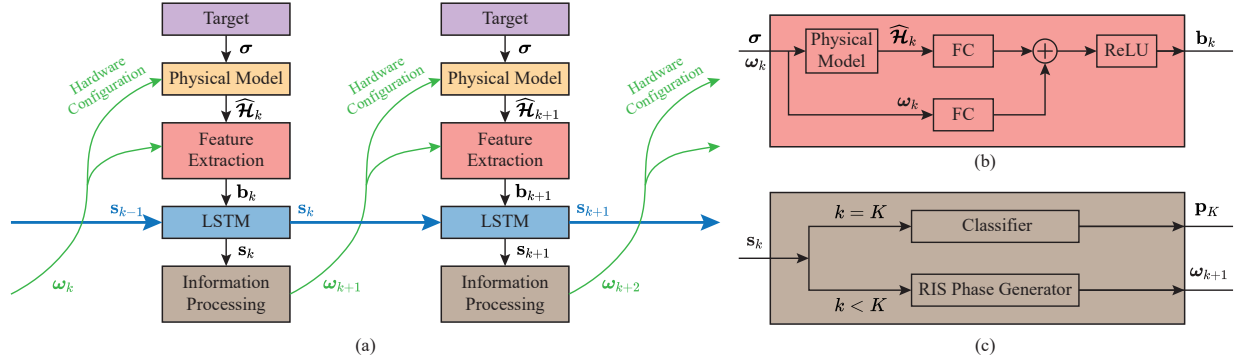 Target
σ
Hardware
Configuration
Physical Model
Ĥ_k
Feature
Extraction
b_k
s_{k−1}
LSTM
s_k
s_k
ω_k
Information
Processing
ω_{k+1}
Target
σ
Hardware
Configuration
Physical Model
Ĥ_{k+1}
Feature
Extraction
b_{k+1}
LSTM
s_{k+1}
s_{k+1}
Information
Processing
ω_{k+2}
Hardware
Configuration
(a)
σ
ω_k
Physical
Model
Ĥ_k
FC
+
ReLU
b_k
ω_k
FC
(b)
s_k
k = K
Classifier
p_K
k < K
RIS Phase Generator
ω_{k+1}
(c)